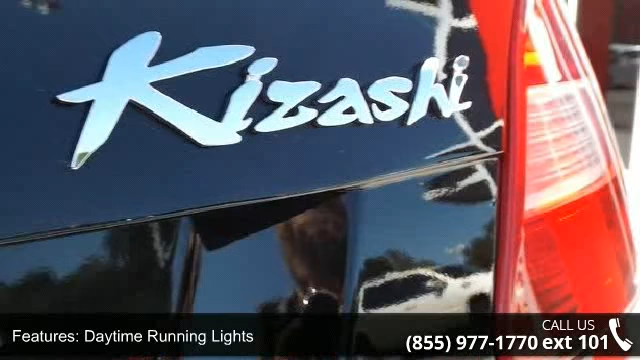 Kizashi
CALL US
Features: Daytime Running Lights
(855) 977-1770 ext 101